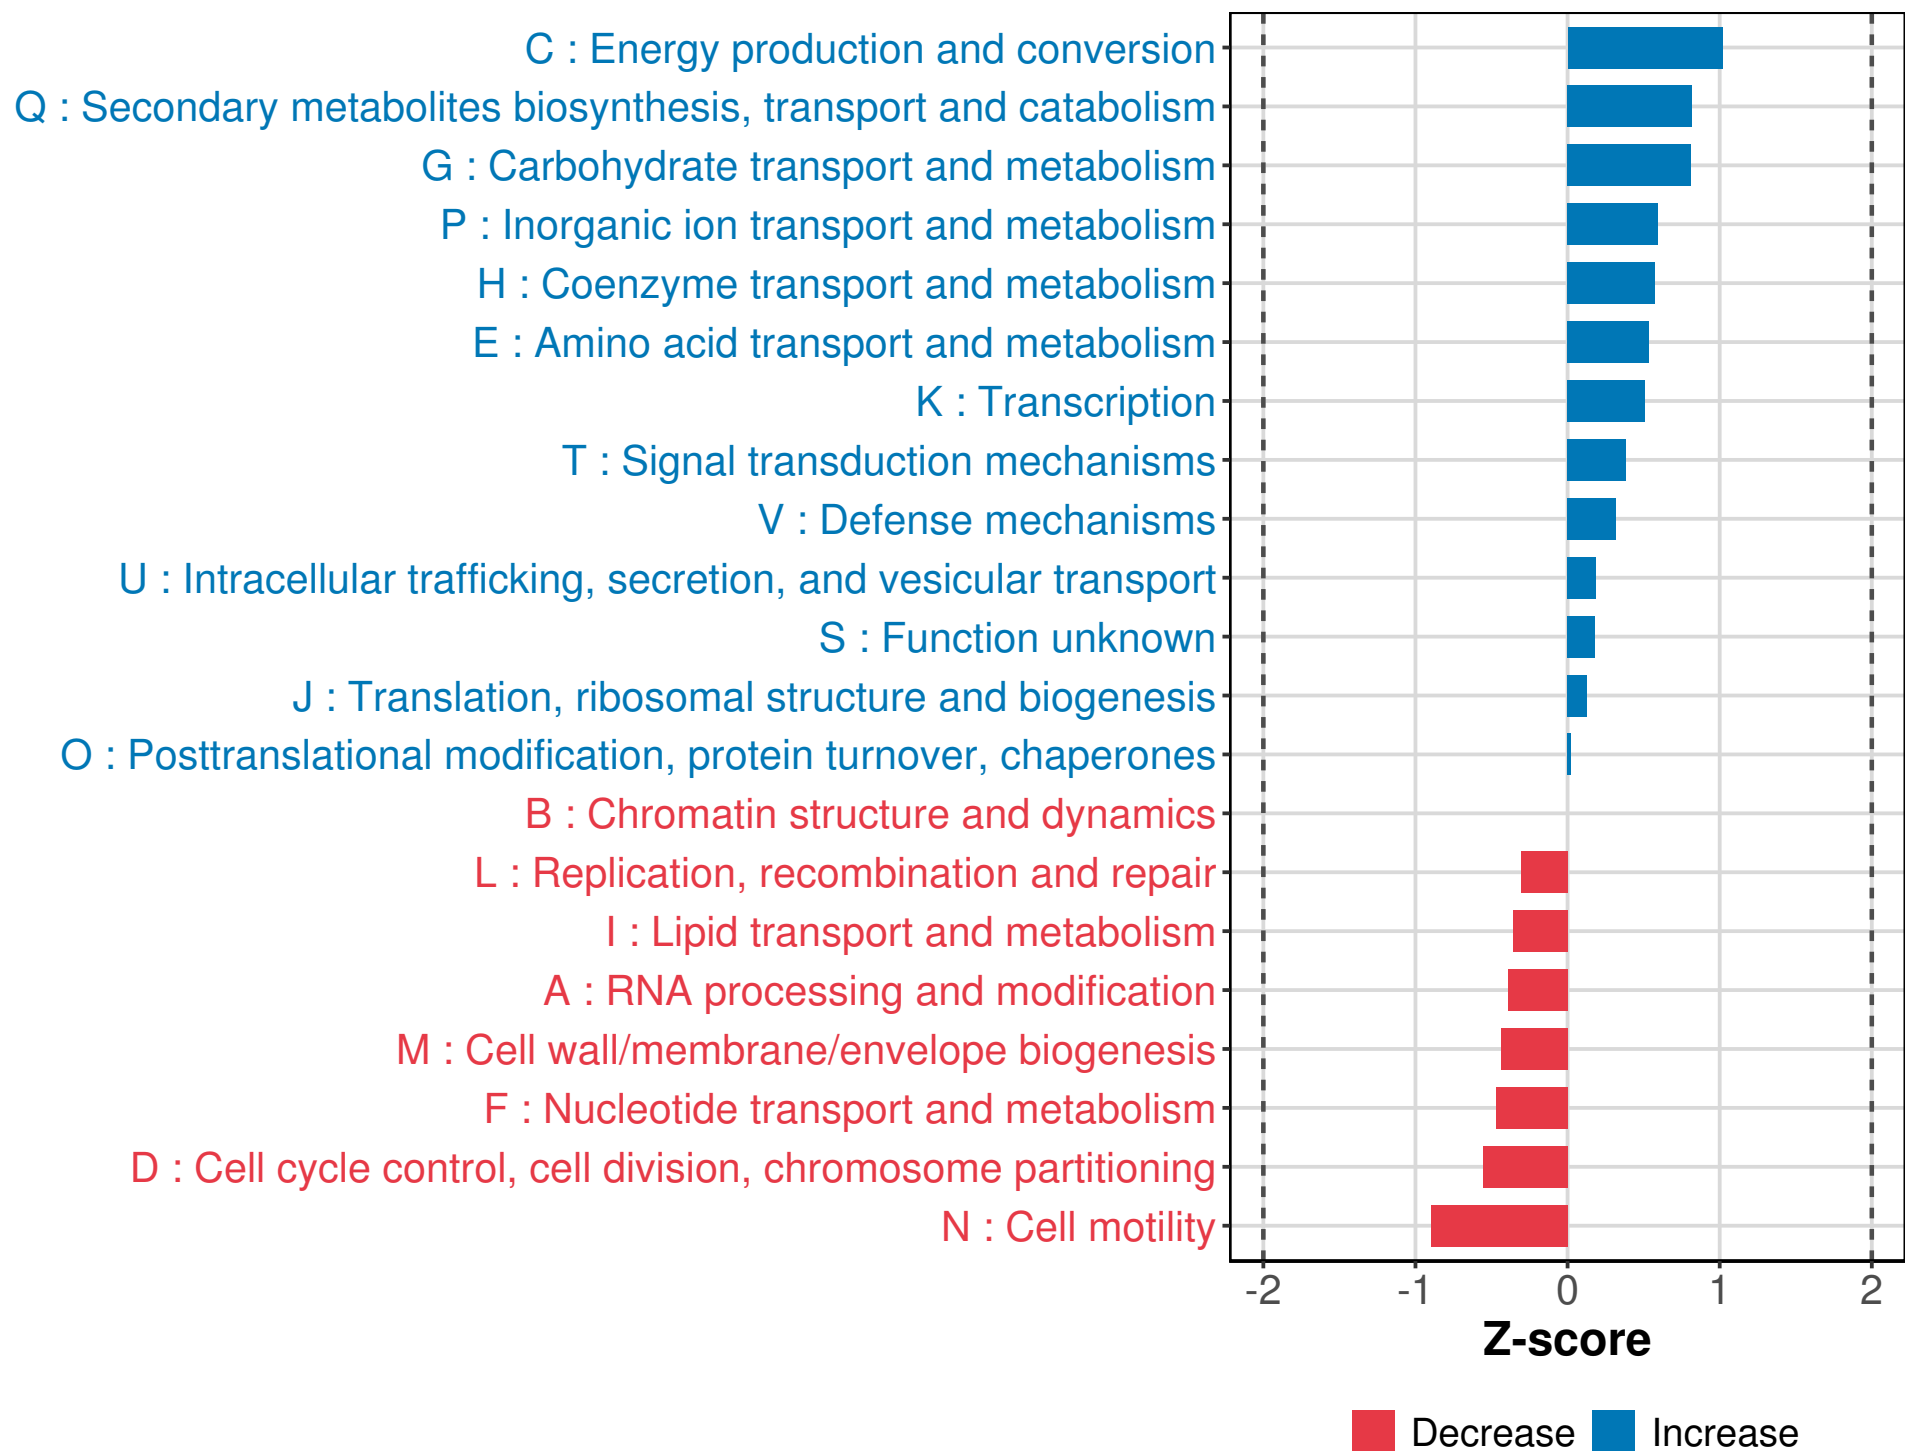 C : Energy production and conversion
Q : Secondary metabolites biosynthesis, transport and catabolism
G : Carbohydrate transport and metabolism
P : Inorganic ion transport and metabolism
H : Coenzyme transport and metabolism
E : Amino acid transport and metabolism
K : Transcription
T : Signal transduction mechanisms
V : Defense mechanisms
U : Intracellular trafficking, secretion, and vesicular transport
S : Function unknown
J : Translation, ribosomal structure and biogenesis
O : Posttranslational modification, protein turnover, chaperones
B : Chromatin structure and dynamics
L : Replication, recombination and repair
I : Lipid transport and metabolism
A : RNA processing and modification
M : Cell wall/membrane/envelope biogenesis
F : Nucleotide transport and metabolism
D : Cell cycle control, cell division, chromosome partitioning
N : Cell motility
-2 -1 0 1 2
Z-score
Decrease Increase